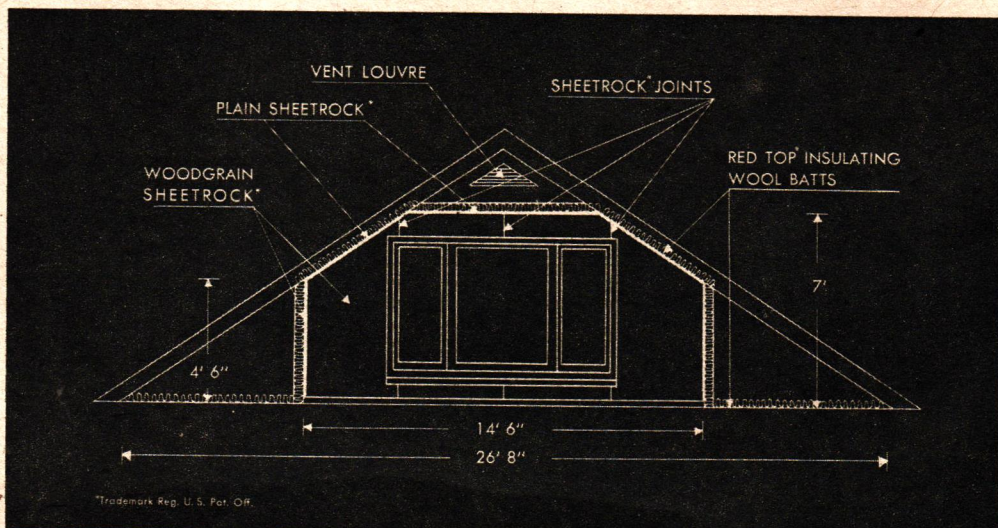 VENT LOUVRE
SHEETROCK* JOINTS
PLAIN SHEETROCK*
RED TOP* INSULATING
WOOL BATTS
WOODGRAIN
SHEETROCK*
7'
4' 6"
14' 6"
26' 8"
*Trademark Reg. U. S. Pat. Off.